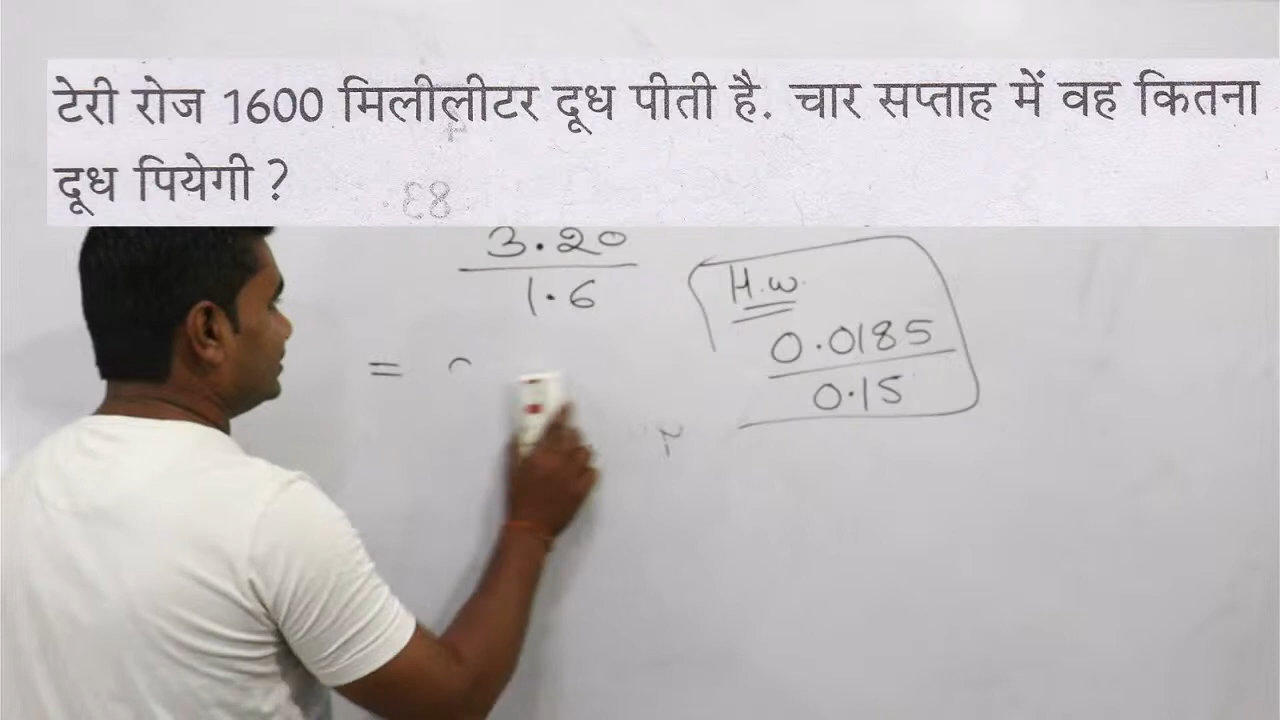 टेरी रोज 1600 मिलीलीटर दूध पीती है. चार सप्ताह में वह कितना
दूध पियेगी ?
3.20
1.6
H.W.
0.0185
0.15
=